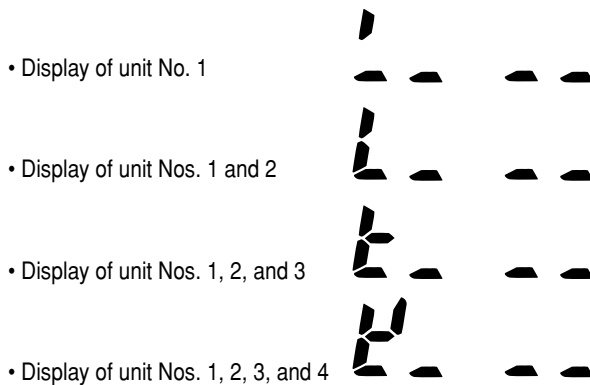 • Display of unit No. 1
• Display of unit Nos. 1 and 2
• Display of unit Nos. 1, 2, and 3
• Display of unit Nos. 1, 2, 3, and 4